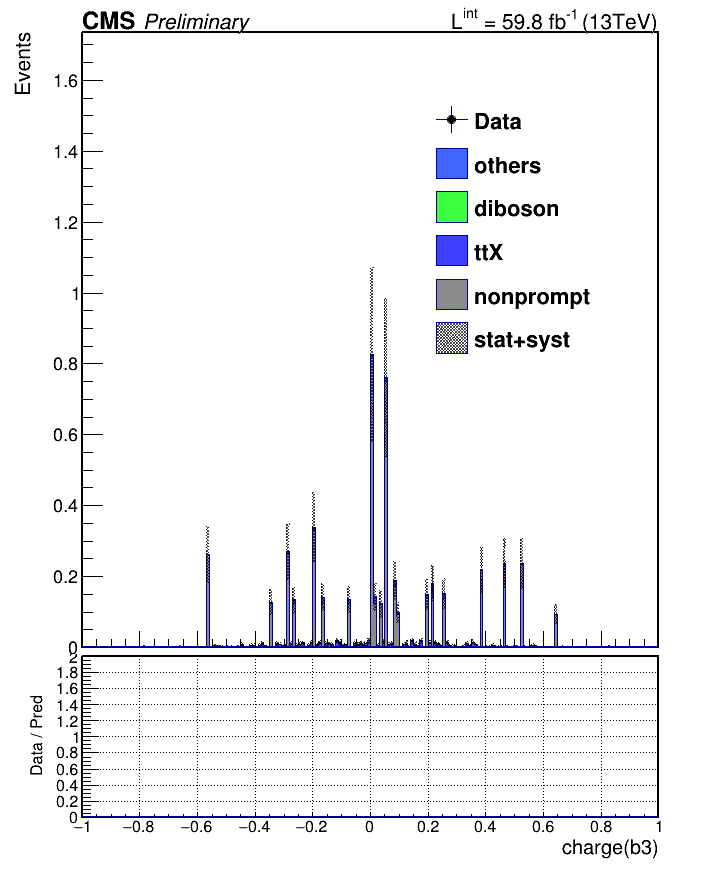 CMS Preliminary
L^int = 59.8 fb^-1 (13TeV)
Events
1.6
1.4
1.2
1
0.8
0.6
0.4
0.2
0
Data
others
diboson
ttX
nonprompt
stat+syst
Data / Pred
2
1.8
1.6
1.4
1.2
1
0.8
0.6
0.4
0.2
0
−1 −0.8 −0.6 −0.4 −0.2 0 0.2 0.4 0.6 0.8 1
charge(b3)